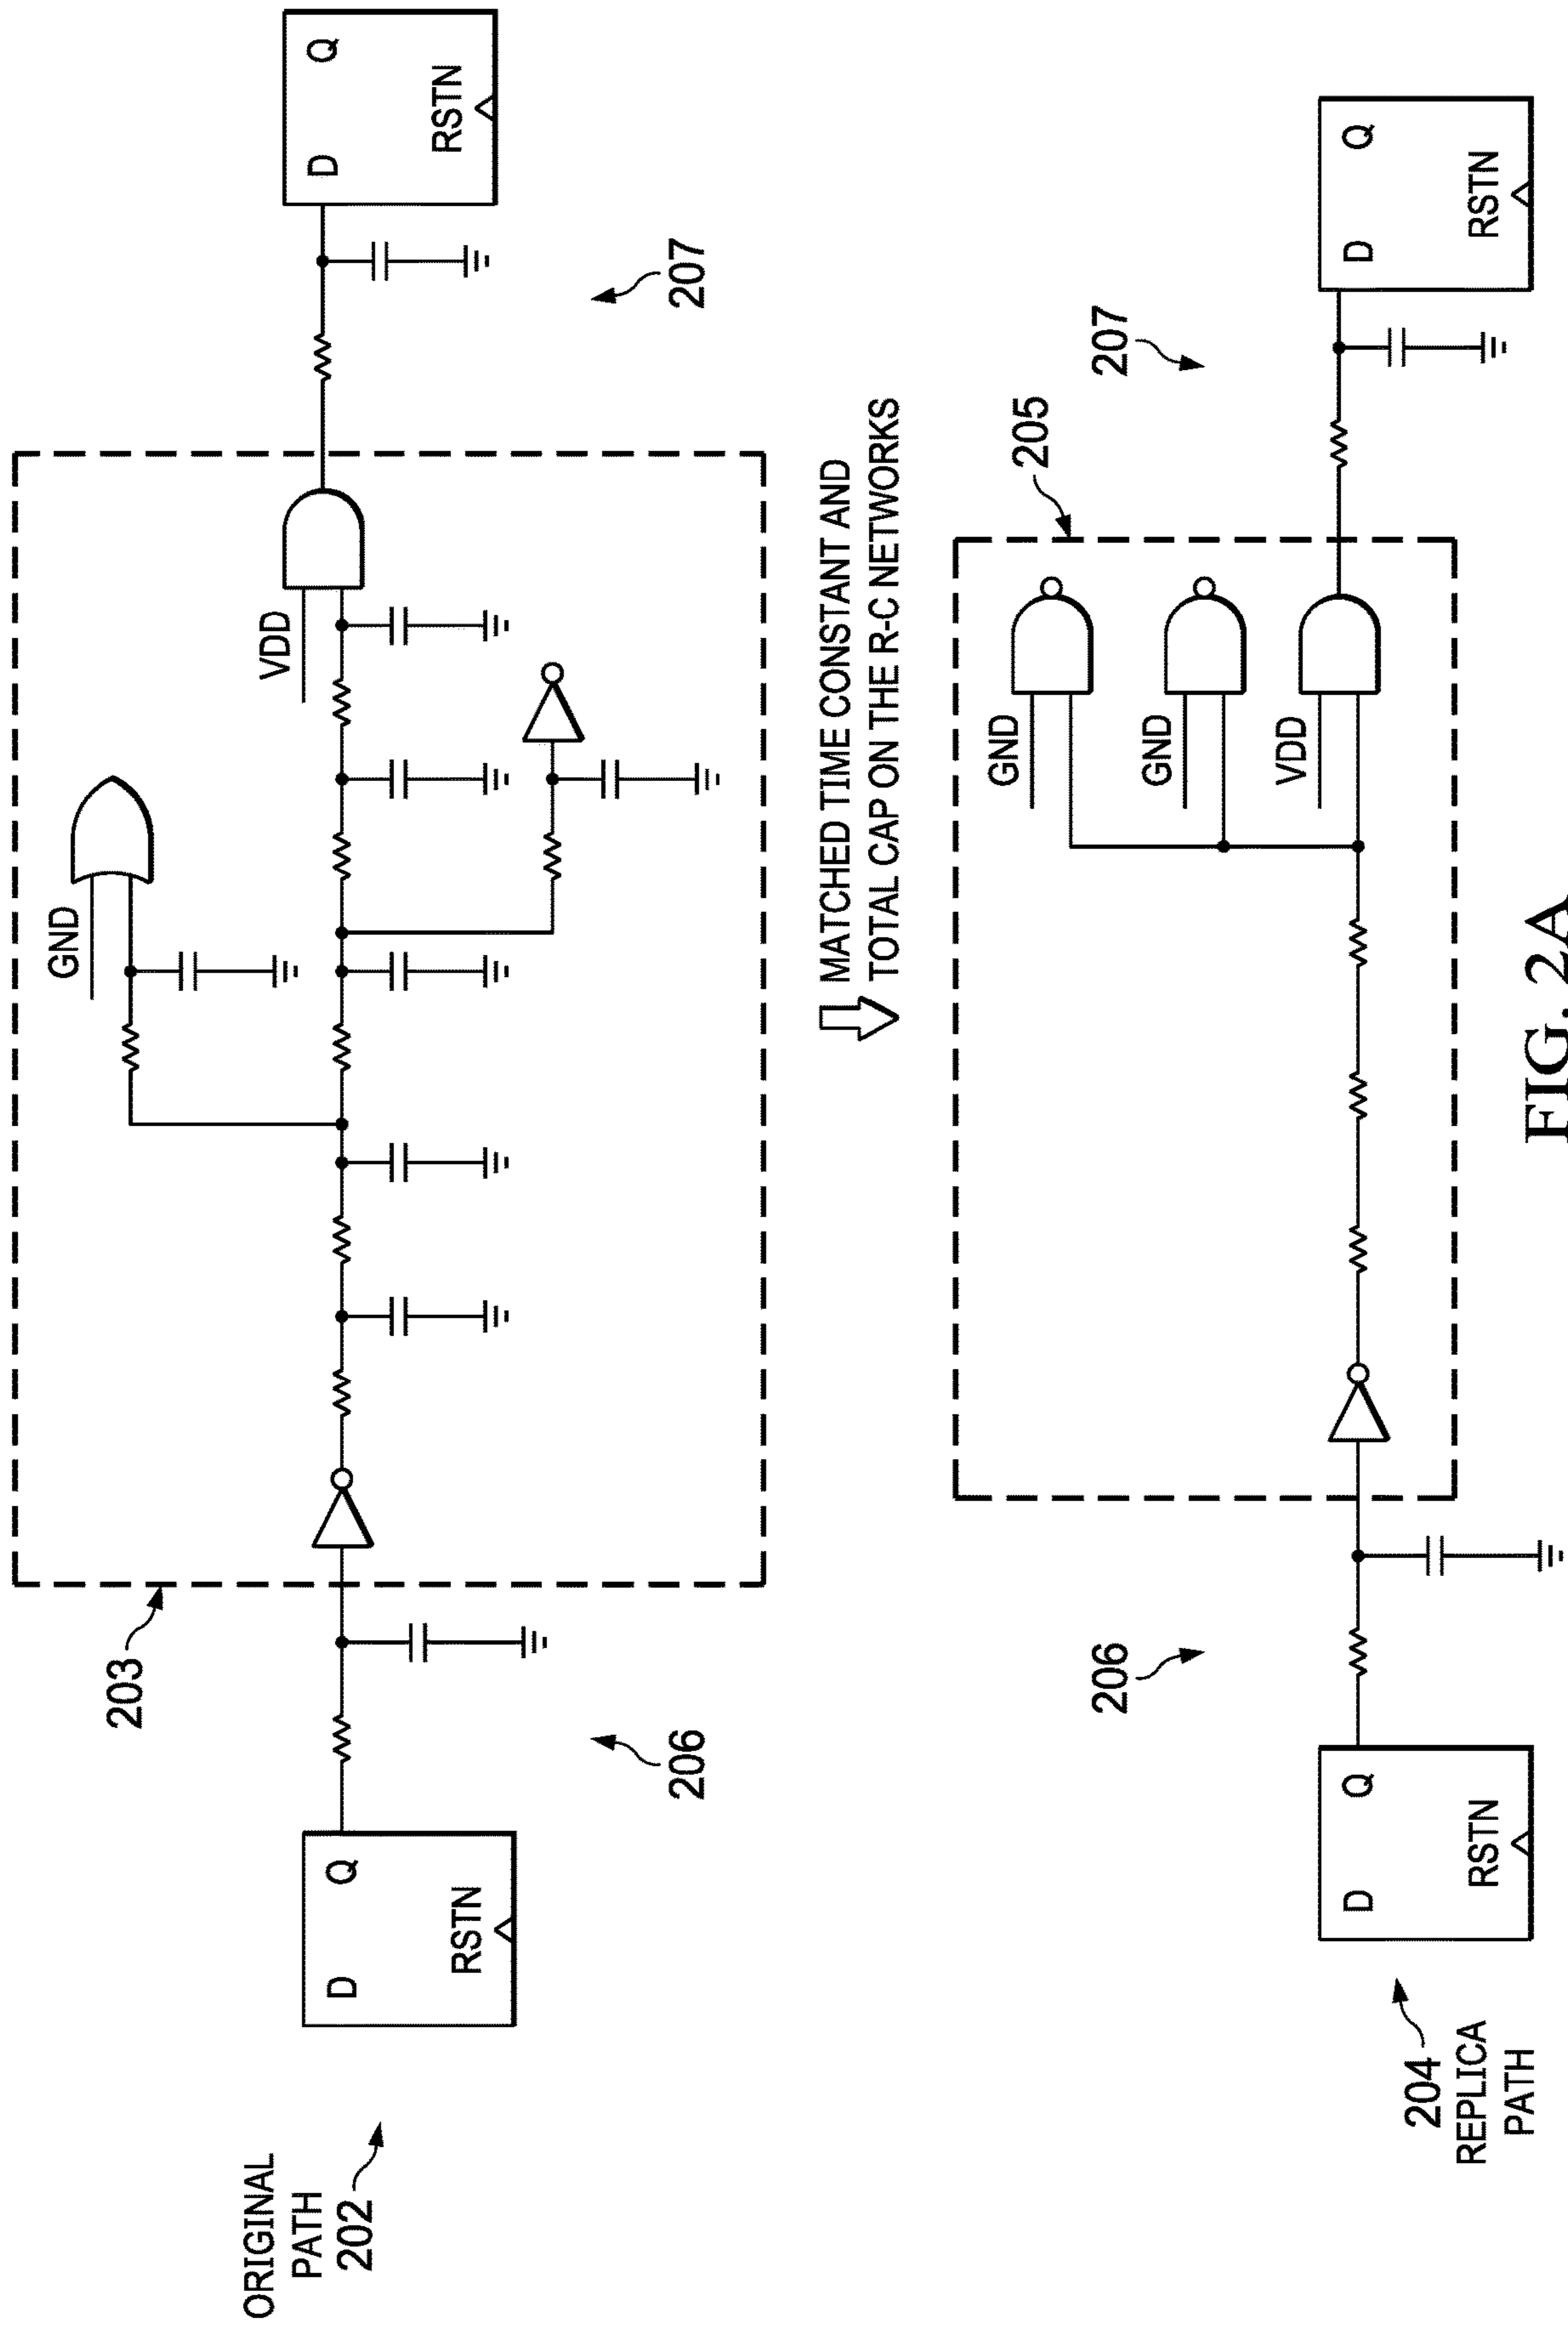 ORIGINAL
PATH
202
D
Q
RSTN
206
203
GND
VDD
D
Q
RSTN
207
MATCHED TIME CONSTANT AND
TOTAL CAP ON THE R-C NETWORKS
204
REPLICA
PATH
D
Q
RSTN
206
205
GND
GND
VDD
207
D
Q
RSTN
FIG. 2A